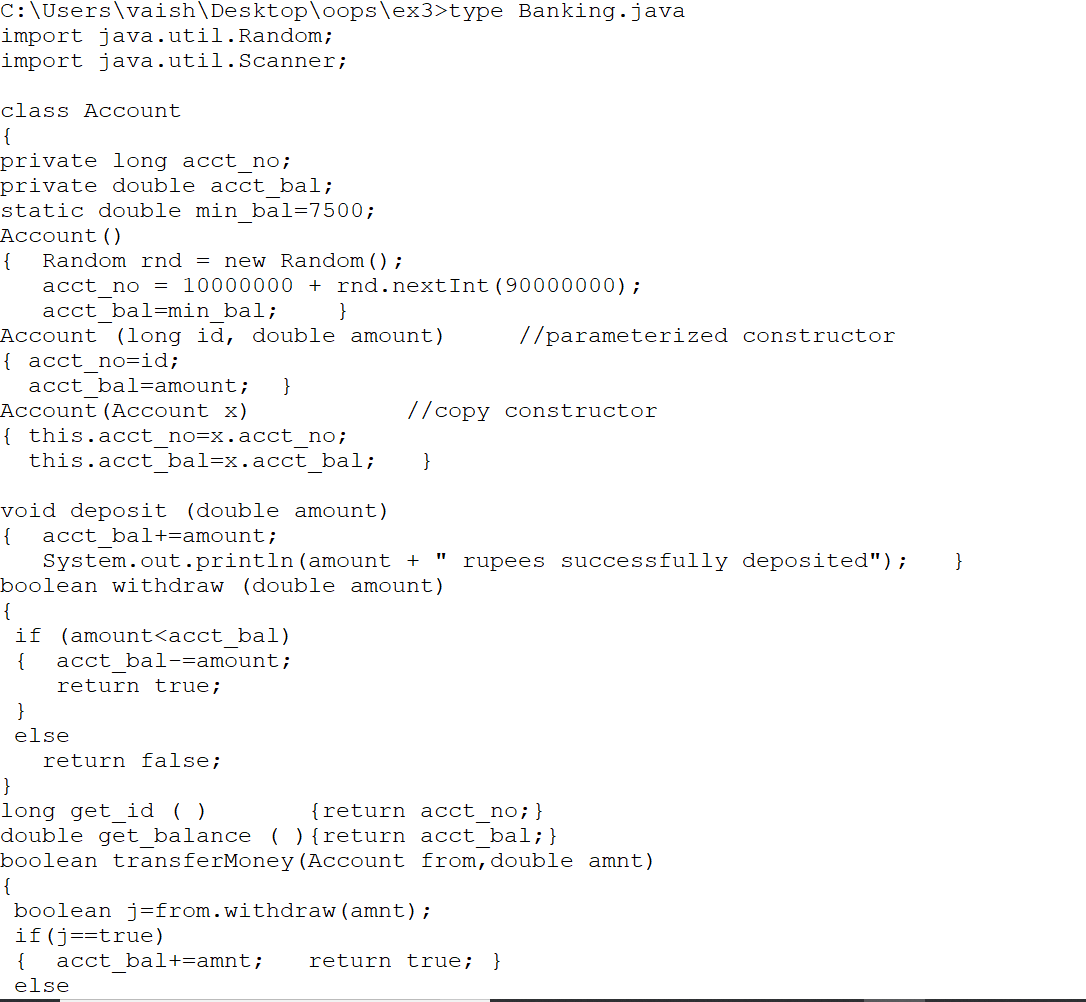 C:\Users\vaish\Desktop\oops\ex3>type Banking.java
import java.util.Random;
import java.util.Scanner;

class Account
{
private long acct_no;
private double acct_bal;
static double min_bal=7500;
Account()
{  Random rnd = new Random();
   acct_no = 10000000 + rnd.nextInt(90000000);
   acct_bal=min_bal;    }
Account (long id, double amount)     //parameterized constructor
{ acct_no=id;
  acct_bal=amount;  }
Account(Account x)           //copy constructor
{ this.acct_no=x.acct_no;
  this.acct_bal=x.acct_bal;   }

void deposit (double amount)
{  acct_bal+=amount;
   System.out.println(amount + " rupees successfully deposited");   }
boolean withdraw (double amount)
{
 if (amount<acct_bal)
 {  acct_bal-=amount;
    return true;
 }
 else
   return false;
}
long get_id ( )       {return acct_no;}
double get_balance ( ){return acct_bal;}
boolean transferMoney(Account from,double amnt)
{
 boolean j=from.withdraw(amnt);
 if(j==true)
 {  acct_bal+=amnt;   return true; }
 else